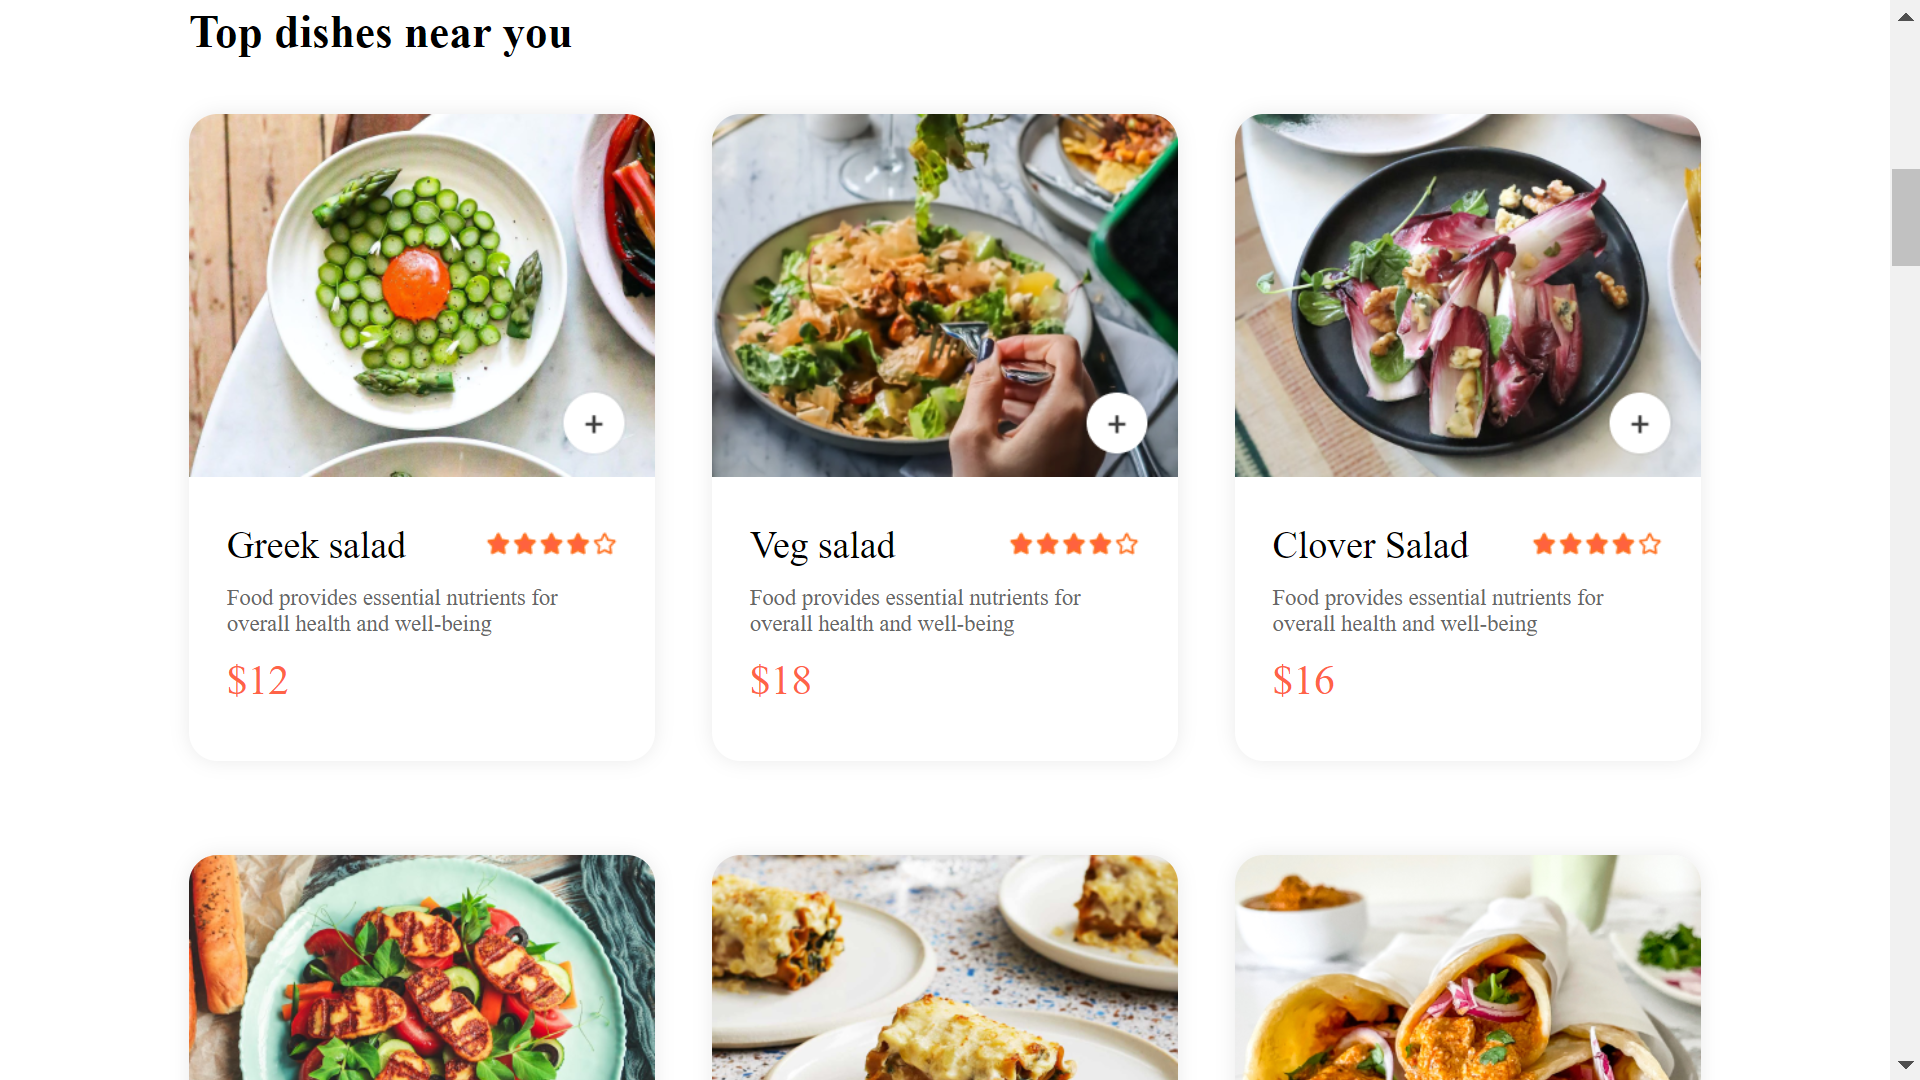 Top dishes near you
Greek salad
Food provides essential nutrients for
overall health and well-being
$12
Veg salad
Food provides essential nutrients for
overall health and well-being
$18
Clover Salad
Food provides essential nutrients for
overall health and well-being
$16